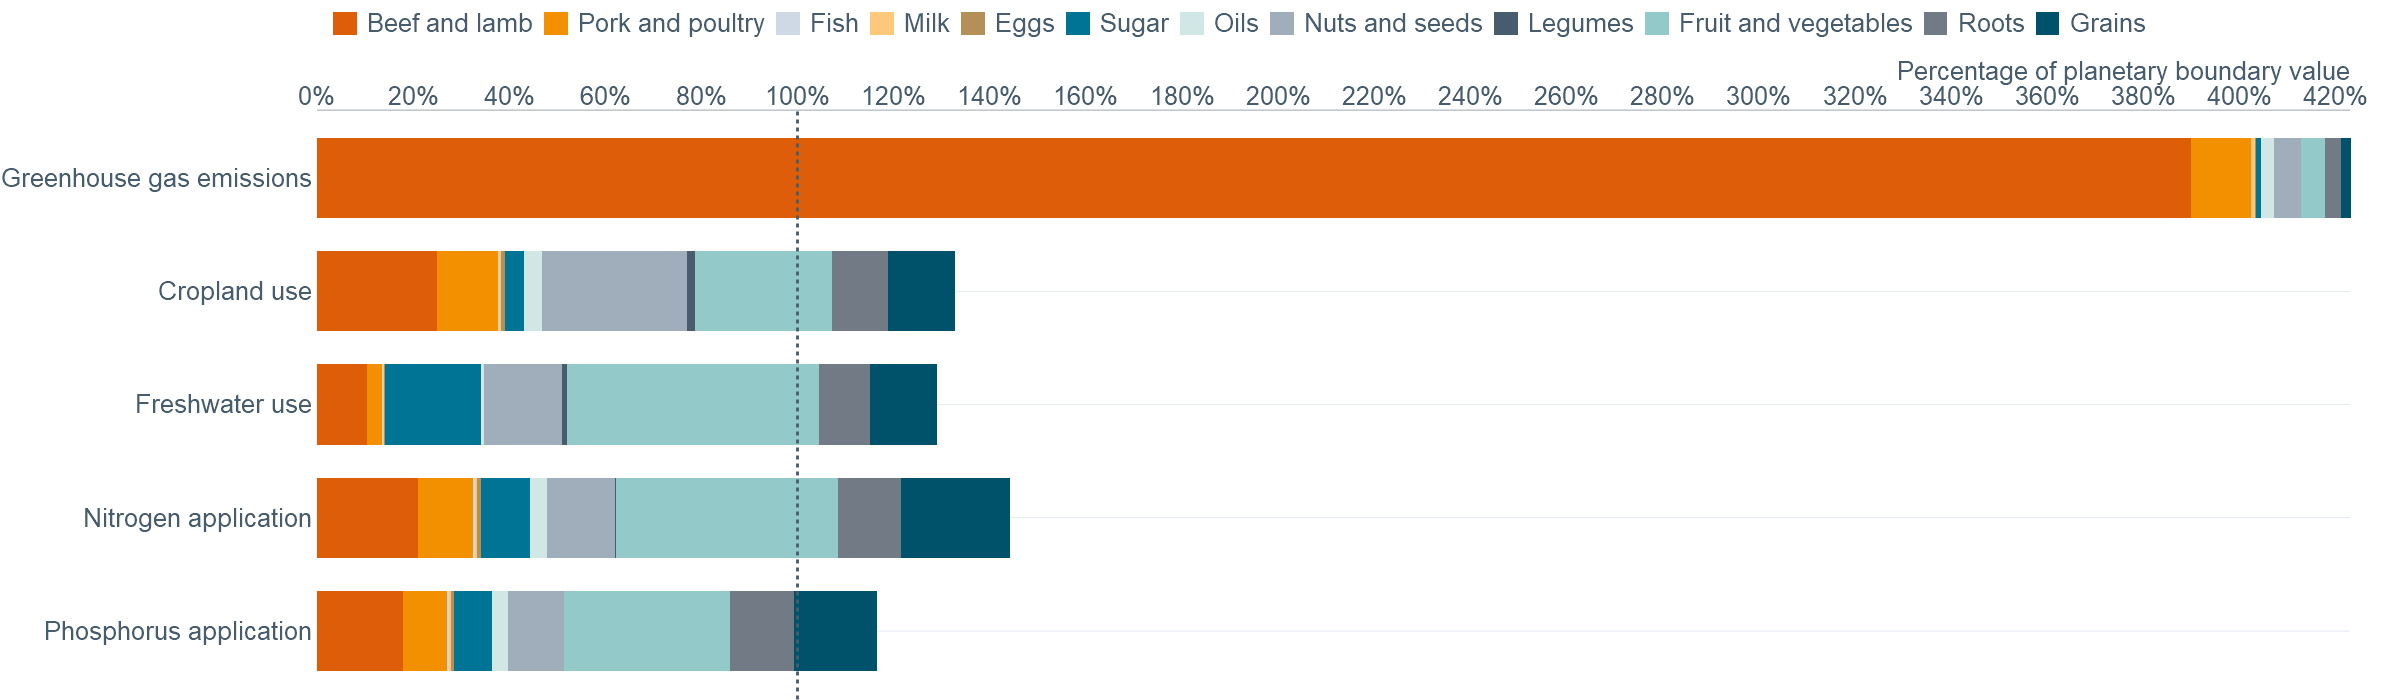 Beef and lamb Pork and poultry Fish Milk Eggs Sugar Oils Nuts and seeds Legumes Fruit and vegetables Roots Grains
Percentage of planetary boundary value
0% 20% 40% 60% 80% 100% 120% 140% 160% 180% 200% 220% 240% 260% 280% 300% 320% 340% 360% 380% 400% 420%
Greenhouse gas emissions
Cropland use
Freshwater use
Nitrogen application
Phosphorus application